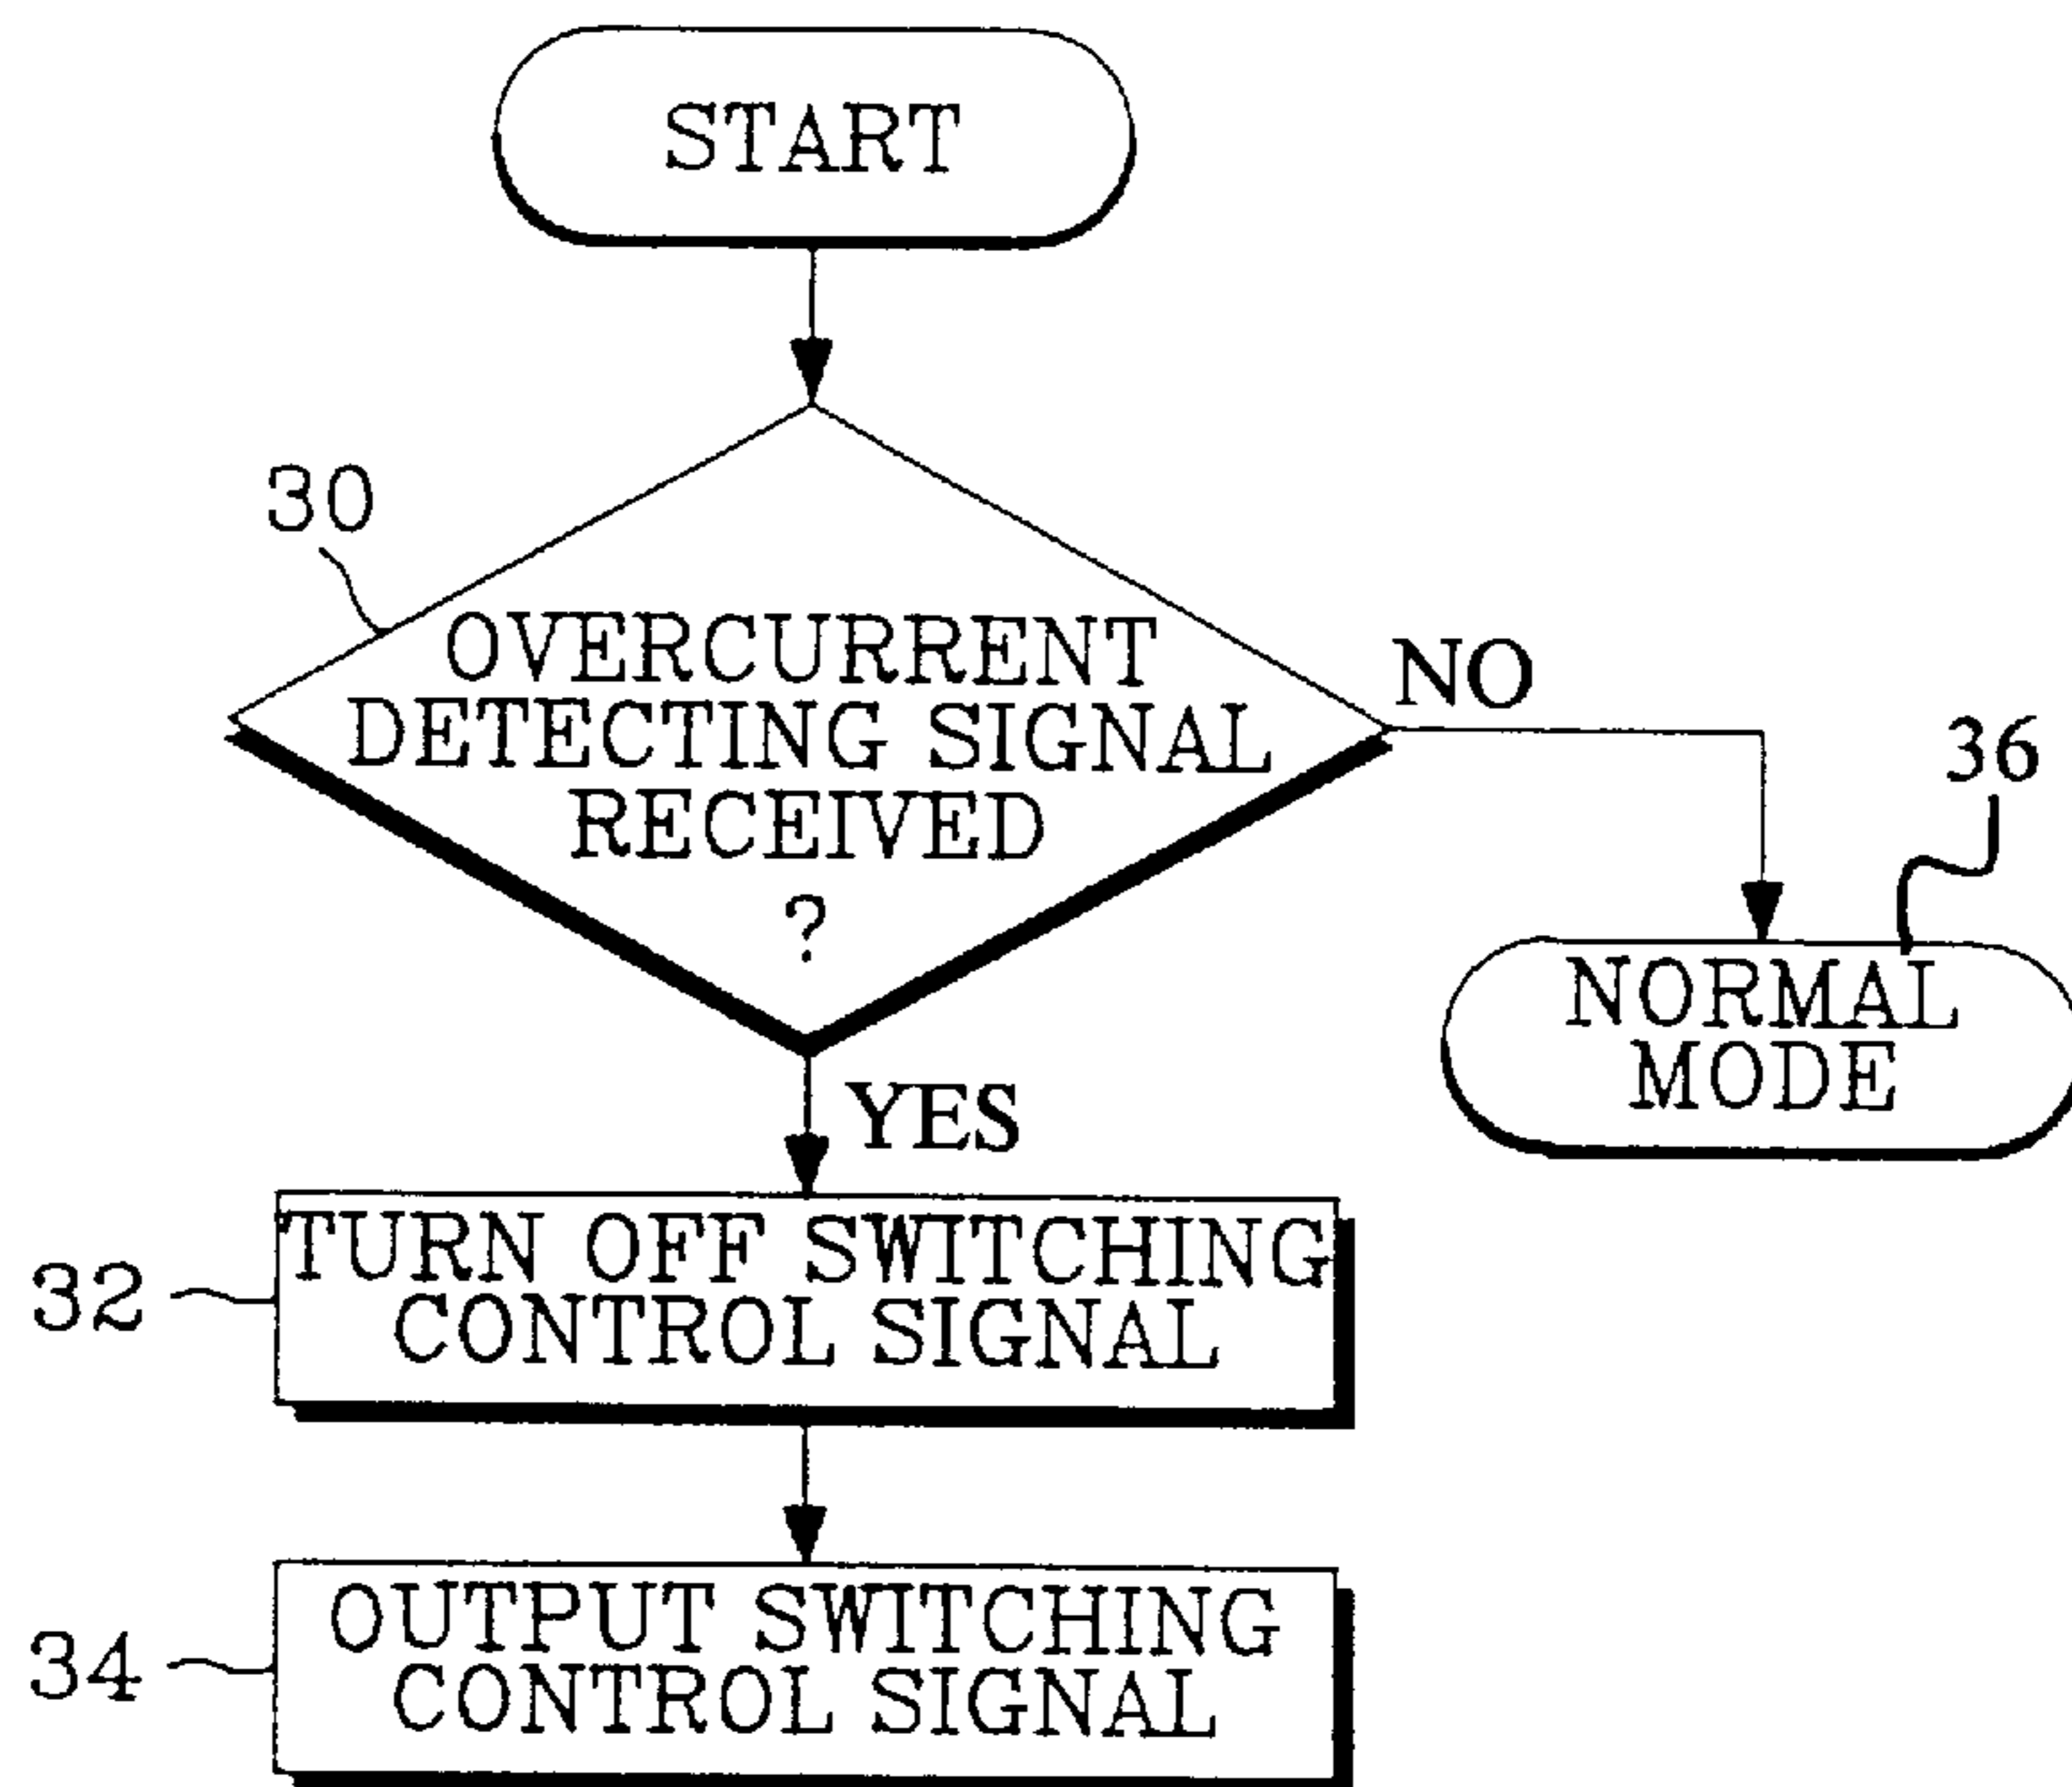 START
30
OVERCURRENT
DETECTING SIGNAL
RECEIVED
?
NO
36
NORMAL
MODE
YES
32
TURN OFF SWITCHING
CONTROL SIGNAL
34
OUTPUT SWITCHING
CONTROL SIGNAL